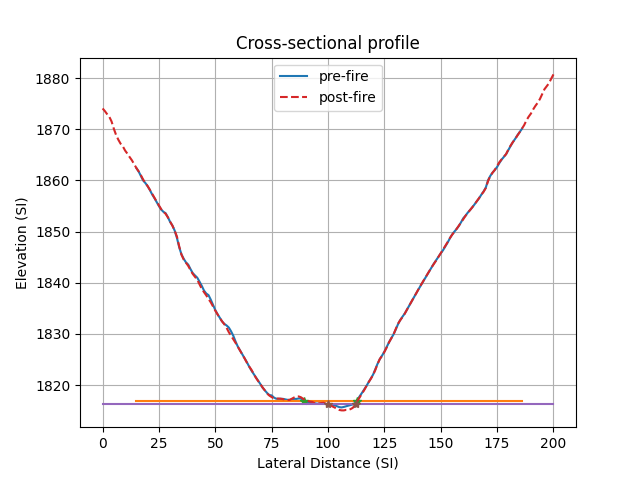 Cross-sectional profile
pre-fire
post-fire
Elevation (SI)
1880
1870
1860
1850
1840
1830
1820
0 25 50 75 100 125 150 175 200
Lateral Distance (SI)